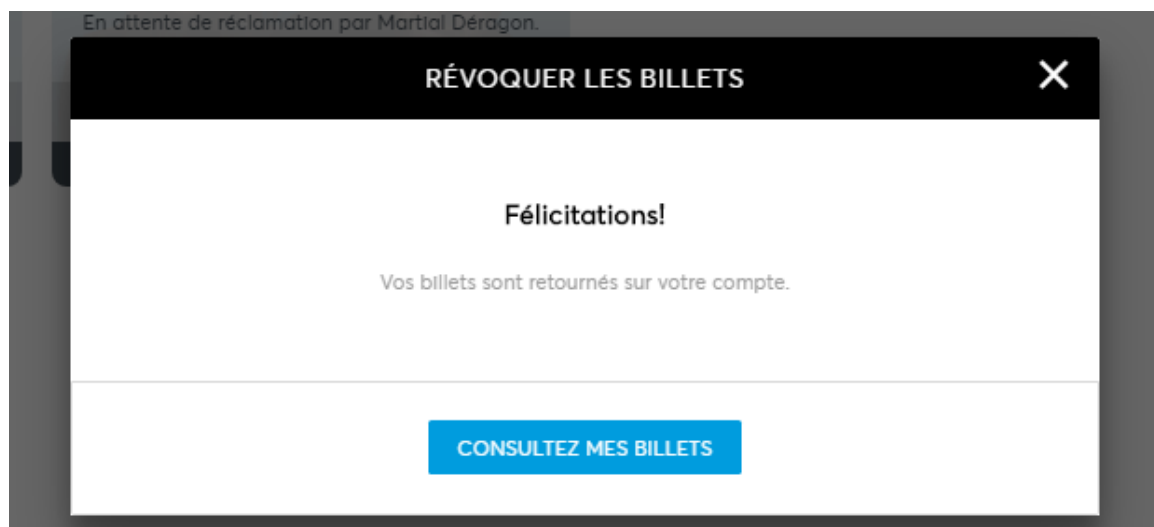 En attente de réclamation par Martial Déragon.
RÉVOQUER LES BILLETS
Félicitations!
Vos billets sont retournés sur votre compte.
CONSULTEZ MES BILLETS